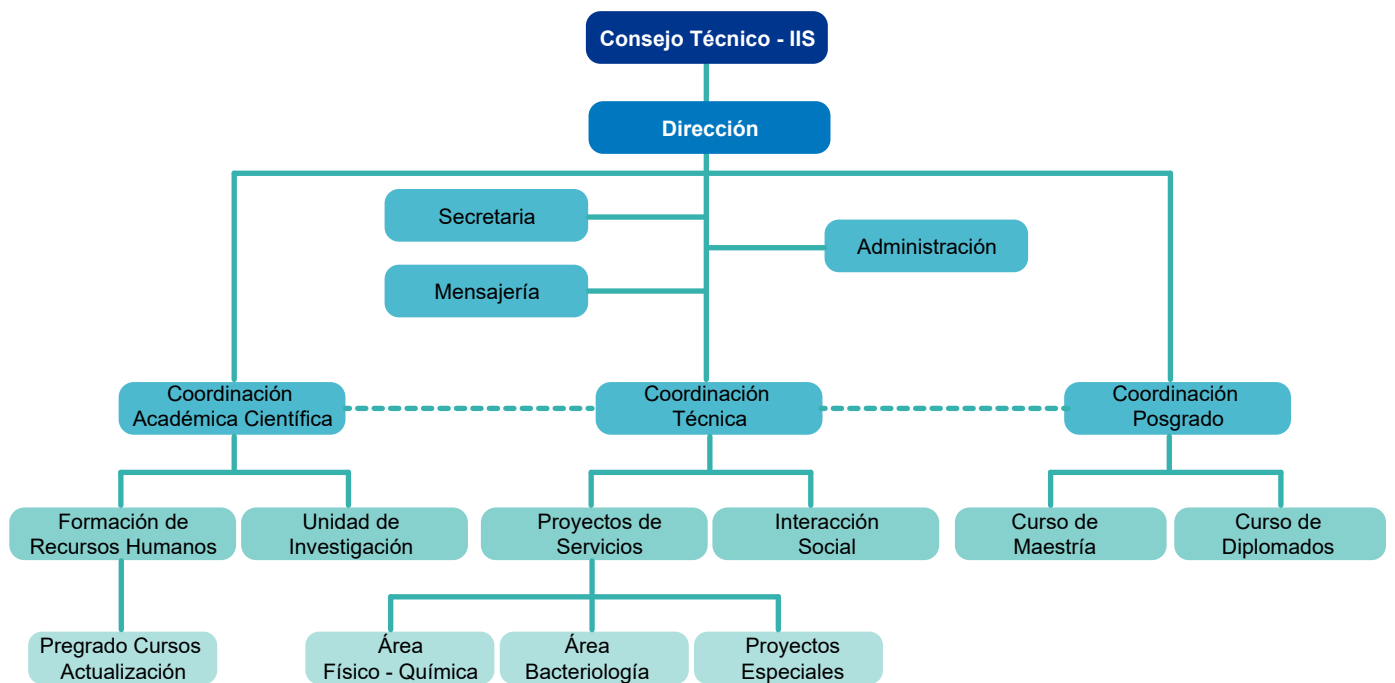 Consejo Técnico - IIS
Dirección
Secretaria
Administración
Mensajería
Coordinación
Académica Científica
Coordinación
Técnica
Coordinación
Posgrado
Formación de
Recursos Humanos
Unidad de
Investigación
Proyectos de
Servicios
Interacción
Social
Curso de
Maestría
Curso de
Diplomados
Pregrado Cursos
Actualización
Área
Físico - Química
Área
Bacteriología
Proyectos
Especiales